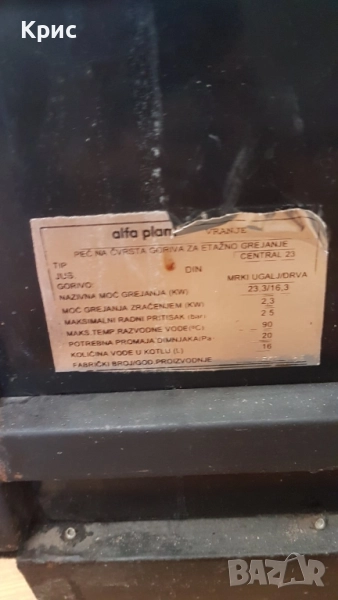 Крис
alfa plam VRANJE
PEĆ NA ČVRSTA GORIVA ZA ETAŽNO GREJANJE
TIP CENTRAL 23
JUS DIN
GORIVO: MRKI UGALJ/DRVA
NAZIVNA MOĆ GREJANJA (KW) 23,3/16,3
MOĆ GREJANJA ZRAČENJEM (KW) 2,3
MAKSIMALNI RADNI PRITISAK (bar) 2 5
MAKS.TEMP.RAZVODNE VODE(ºC) 90
POTREBNA PROMAJA DIMNJAKA(Pa 20
KOLIČINA VODE U KOTLU (L) 16
FABRIČKI BROJ/GOD.PROIZVODNJE
BAZAR
bg